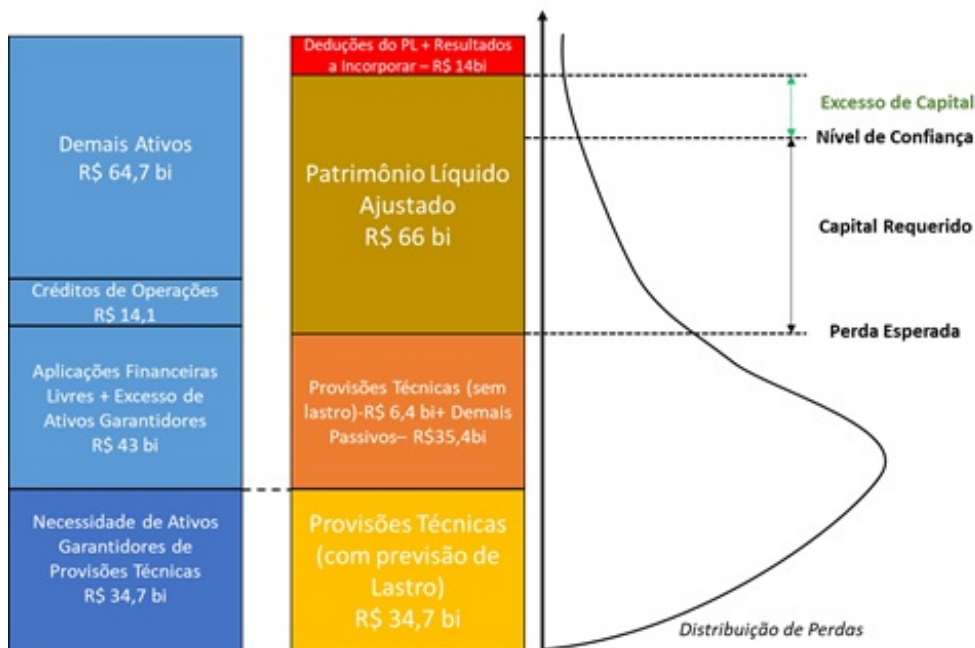 Demais Ativos
R$ 64,7 bi
Créditos de Operações
R$ 14,1
Aplicações Financeiras
Livres + Excesso de
Ativos Garantidores
R$ 43 bi
Necessidade de Ativos
Garantidores de
Provisões Técnicas
R$ 34,7 bi
Deduções do PL + Resultados
a Incorporar – R$ 14bi
Patrimônio Líquido
Ajustado
R$ 66 bi
Provisões Técnicas (sem
lastro)-R$ 6,4 bi+ Demais
Passivos– R$35,4bi
Provisões Técnicas
(com previsão de
Lastro)
R$ 34,7 bi
Excesso de Capital
Nível de Confiança
Capital Requerido
Perda Esperada
Distribuição de Perdas